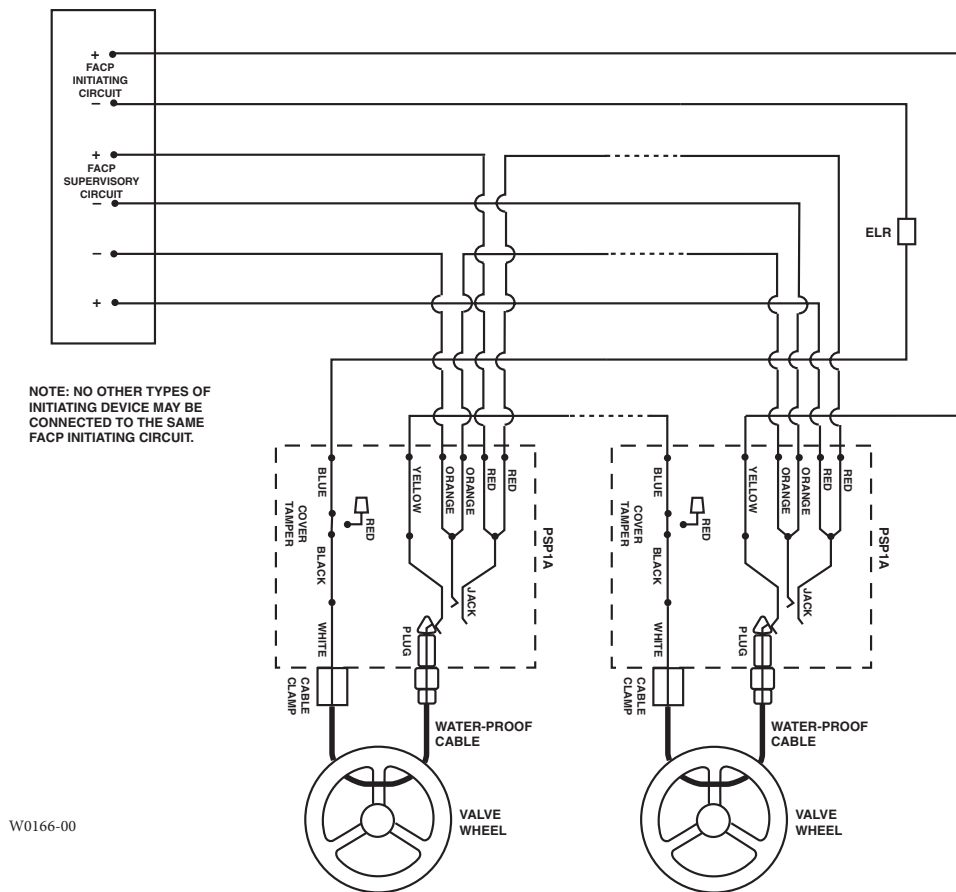 +
FACP
INITIATING
CIRCUIT
–
+
FACP
SUPERVISORY
CIRCUIT
–
–
+
ELR
NOTE: NO OTHER TYPES OF
INITIATING DEVICE MAY BE
CONNECTED TO THE SAME
FACP INITIATING CIRCUIT.
BLUE
YELLOW
ORANGE
ORANGE
RED
RED
COVER
TAMPER
RED
BLACK
WHITE
JACK
PLUG
PSP1A
CABLE
CLAMP
WATER-PROOF
CABLE
VALVE
WHEEL
BLUE
YELLOW
ORANGE
ORANGE
RED
RED
COVER
TAMPER
RED
BLACK
WHITE
JACK
PLUG
PSP1A
CABLE
CLAMP
WATER-PROOF
CABLE
VALVE
WHEEL
W0166-00